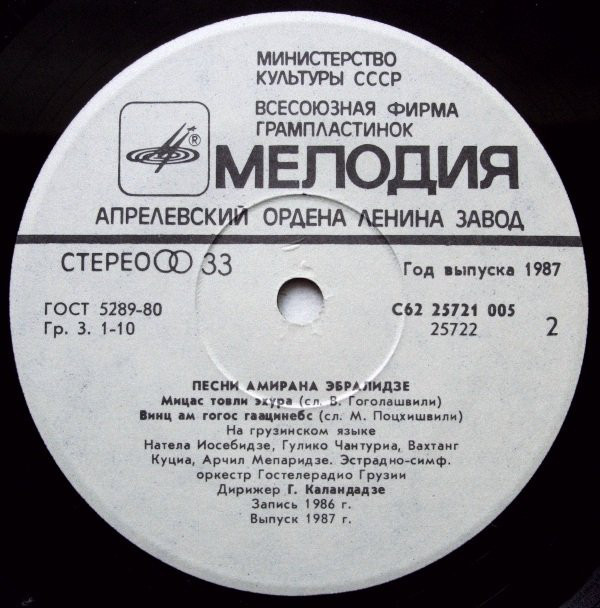 МИНИСТЕРСТВО
КУЛЬТУРЫ СССР
ВСЕСОЮЗНАЯ ФИРМА
ГРАМПЛАСТИНОК
®
МЕЛОДИЯ
АПРЕЛЕВСКИЙ ОРДЕНА ЛЕНИНА ЗАВОД
СТЕРЕО 33
Год выпуска 1987
ГОСТ 5289-80
Гр. 3. 1-10
С62 25721 005
25722
2
ПЕСНИ АМИРАНА ЭБРАЛИДЗЕ
Мицас товли эхура (сл. В. Гоголашвили)
Винц ам гогос гаацинебс (сл. М. Поцхишвили)
На грузинском языке
Натела Иосебидзе, Гулико Чантуриа, Вахтанг
Куциа, Арчил Мепаридзе. Эстрадно-симф.
оркестр Гостелерадио Грузии
Дирижер Г. Каландадзе
Запись 1986 г.
Выпуск 1987 г.